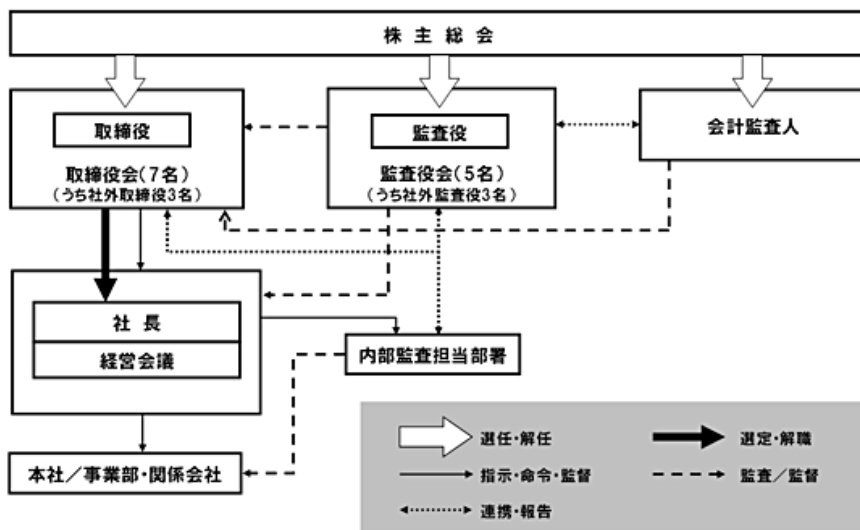 株主総会
取締役
監査役
会計監査人
取締役会(7名)
(うち社外取締役3名)
監査役会(5名)
(うち社外監査役3名)
社長
経営会議
内部監査担当部署
本社/事業部・関係会社
選任・解任
選定・解職
指示・命令・監督
監査/監督
連携・報告